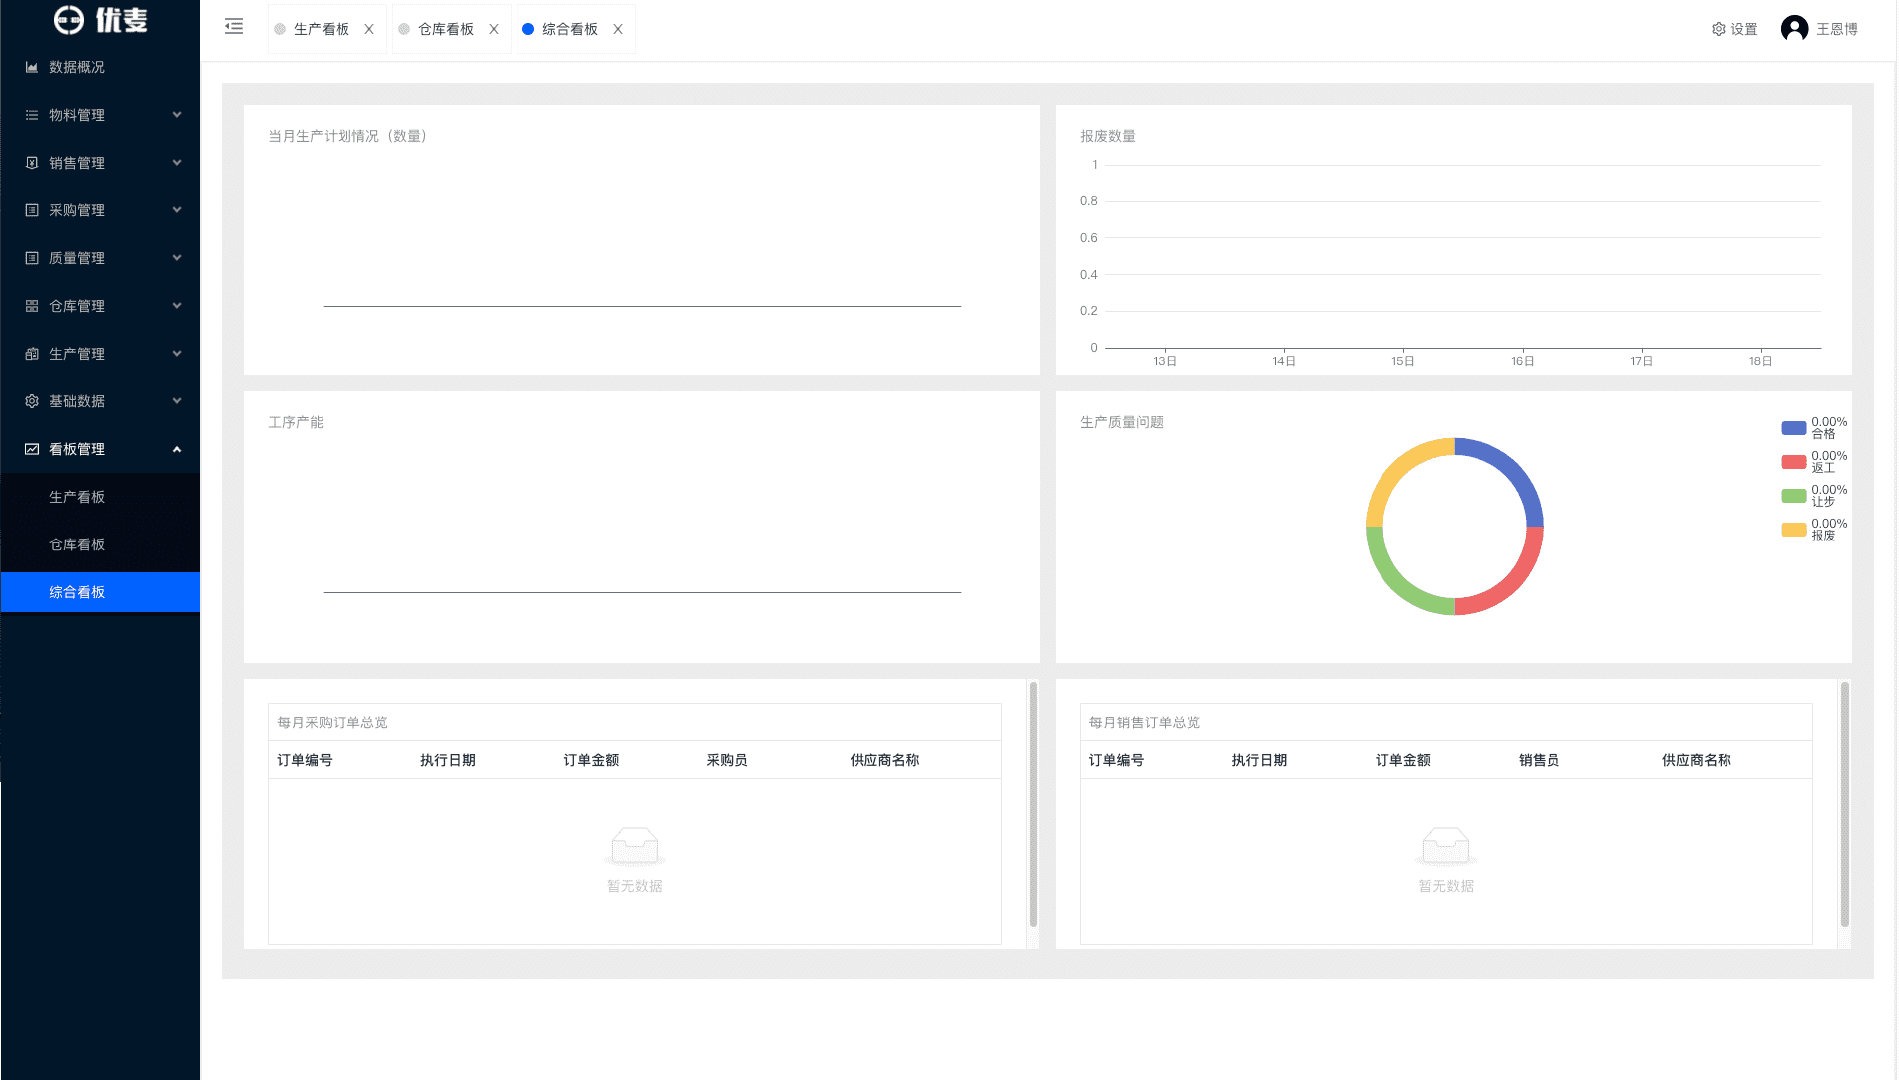 优麦
数据概况
物料管理
销售管理
采购管理
质量管理
仓库管理
生产管理
基础数据
看板管理
生产看板
仓库看板
综合看板
生产看板 X 仓库看板 X 综合看板 X
设置 王恩博
当月生产计划情况（数量）
报废数量
1
0.8
0.6
0.4
0.2
0
13日 14日 15日 16日 17日 18日
工序产能
生产质量问题
0.00%
合格
0.00%
返工
0.00%
让步
0.00%
报废
每月采购订单总览
订单编号 执行日期 订单金额 采购员 供应商名称
暂无数据
每月销售订单总览
订单编号 执行日期 订单金额 销售员 供应商名称
暂无数据